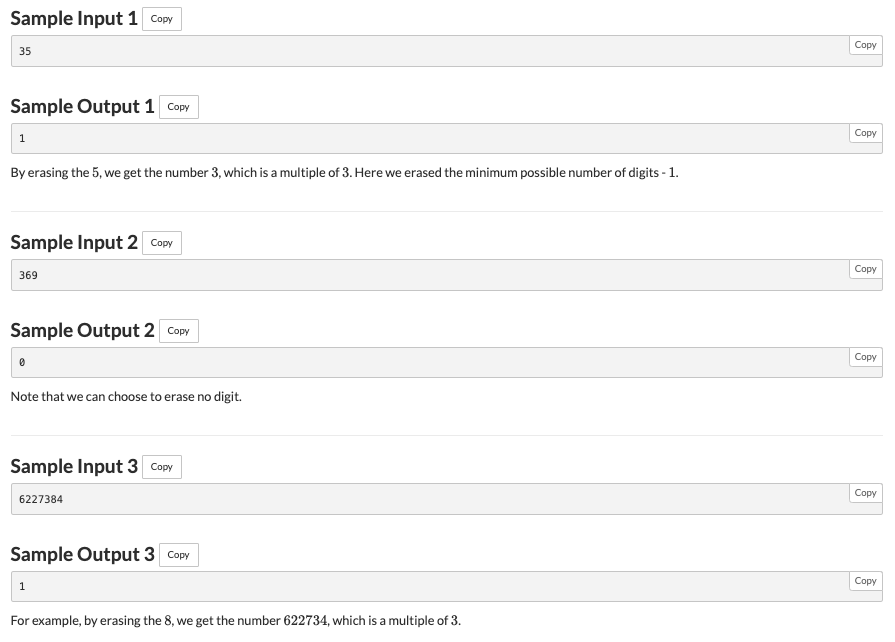 Sample Input 1 Copy
Copy
35
Sample Output 1 Copy
Copy
1
By erasing the 5, we get the number 3, which is a multiple of 3. Here we erased the minimum possible number of digits - 1.
Sample Input 2 Copy
Copy
369
Sample Output 2 Copy
Copy
0
Note that we can choose to erase no digit.
Sample Input 3 Copy
Copy
6227384
Sample Output 3 Copy
Copy
1
For example, by erasing the 8, we get the number 622734, which is a multiple of 3.